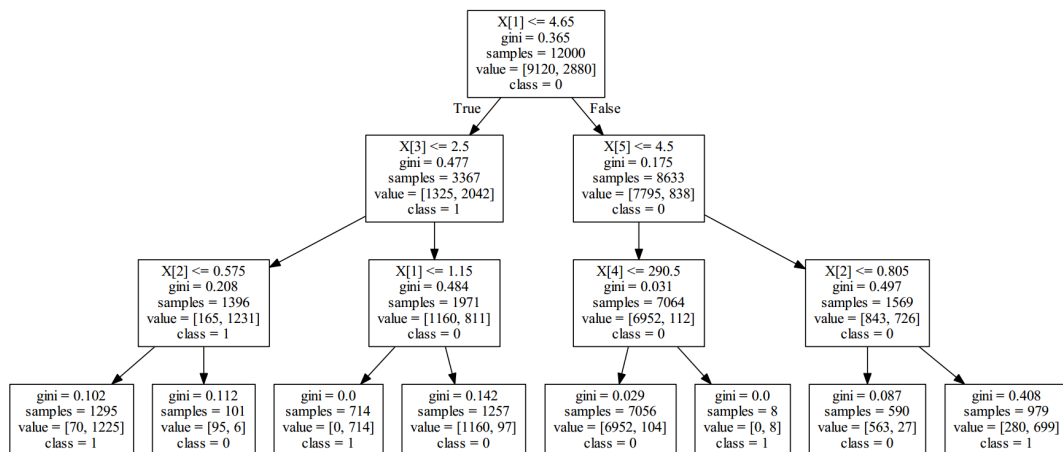 X[1] <= 4.65
gini = 0.365
samples = 12000
value = [9120, 2880]
class = 0
True
False
X[3] <= 2.5
gini = 0.477
samples = 3367
value = [1325, 2042]
class = 1
X[5] <= 4.5
gini = 0.175
samples = 8633
value = [7795, 838]
class = 0
X[2] <= 0.575
gini = 0.208
samples = 1396
value = [165, 1231]
class = 1
X[1] <= 1.15
gini = 0.484
samples = 1971
value = [1160, 811]
class = 0
X[4] <= 290.5
gini = 0.031
samples = 7064
value = [6952, 112]
class = 0
X[2] <= 0.805
gini = 0.497
samples = 1569
value = [843, 726]
class = 0
gini = 0.102
samples = 1295
value = [70, 1225]
class = 1
gini = 0.112
samples = 101
value = [95, 6]
class = 0
gini = 0.0
samples = 714
value = [0, 714]
class = 1
gini = 0.142
samples = 1257
value = [1160, 97]
class = 0
gini = 0.029
samples = 7056
value = [6952, 104]
class = 0
gini = 0.0
samples = 8
value = [0, 8]
class = 1
gini = 0.087
samples = 590
value = [563, 27]
class = 0
gini = 0.408
samples = 979
value = [280, 699]
class = 1